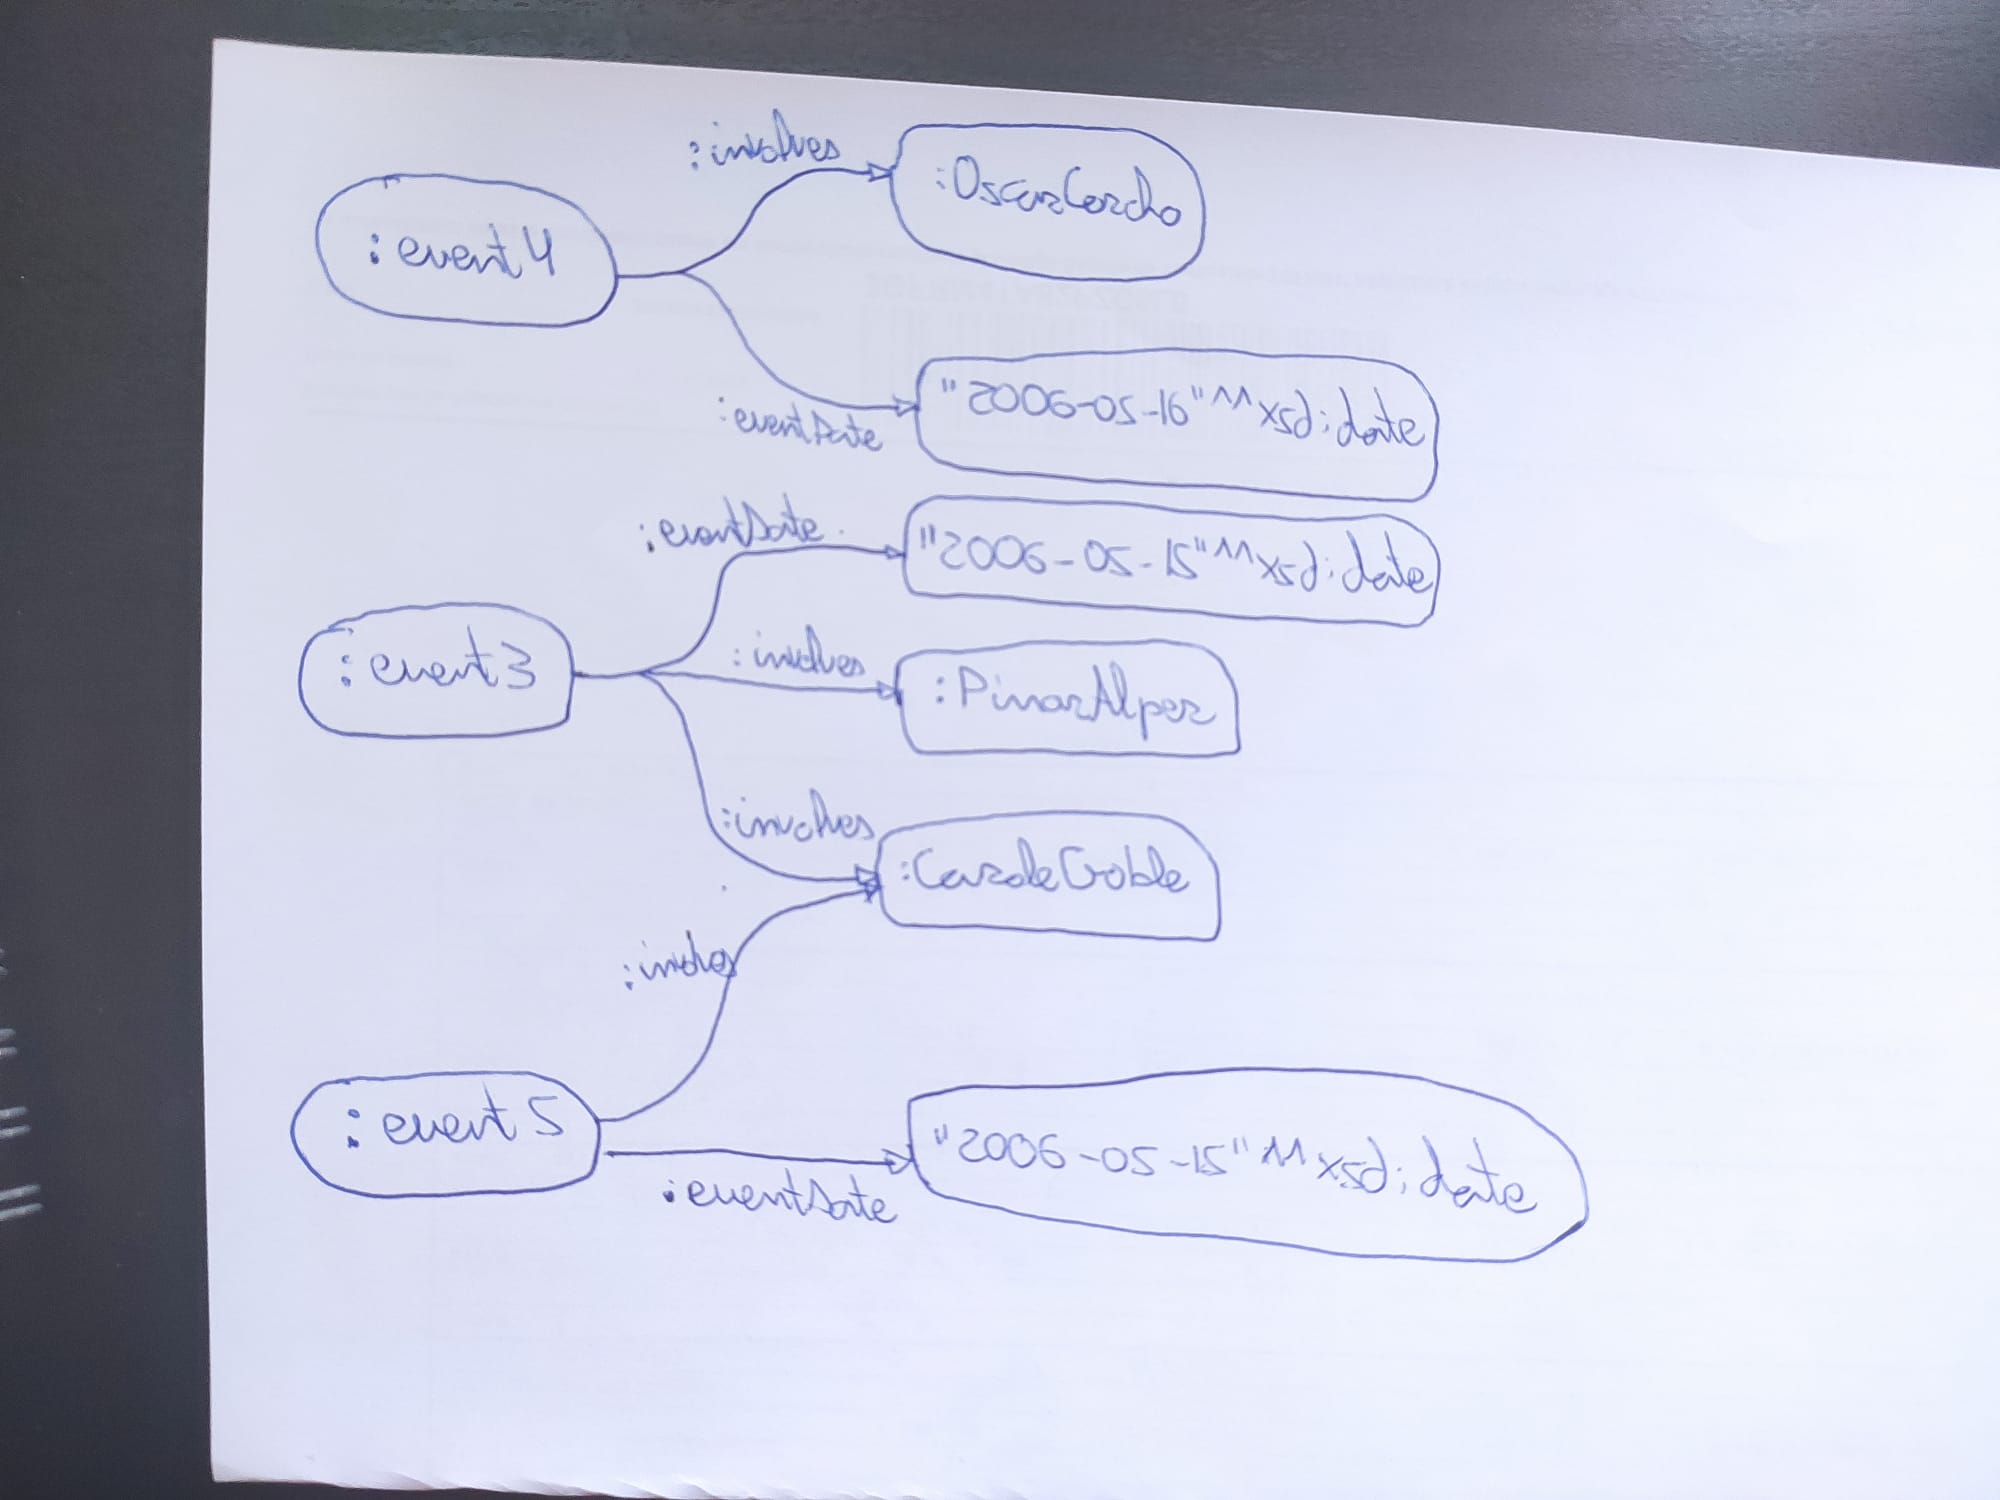 :involves
:OscarCorcho
:event4
"2006-05-16"^^xsd:date
:eventDate
:eventDate
"2006-05-15"^^xsd:date
:involves
:event3
:PinarAlper
:involves
:CaroleGoble
:involves
:event5
"2006-05-15"^^xsd:date
:eventDate